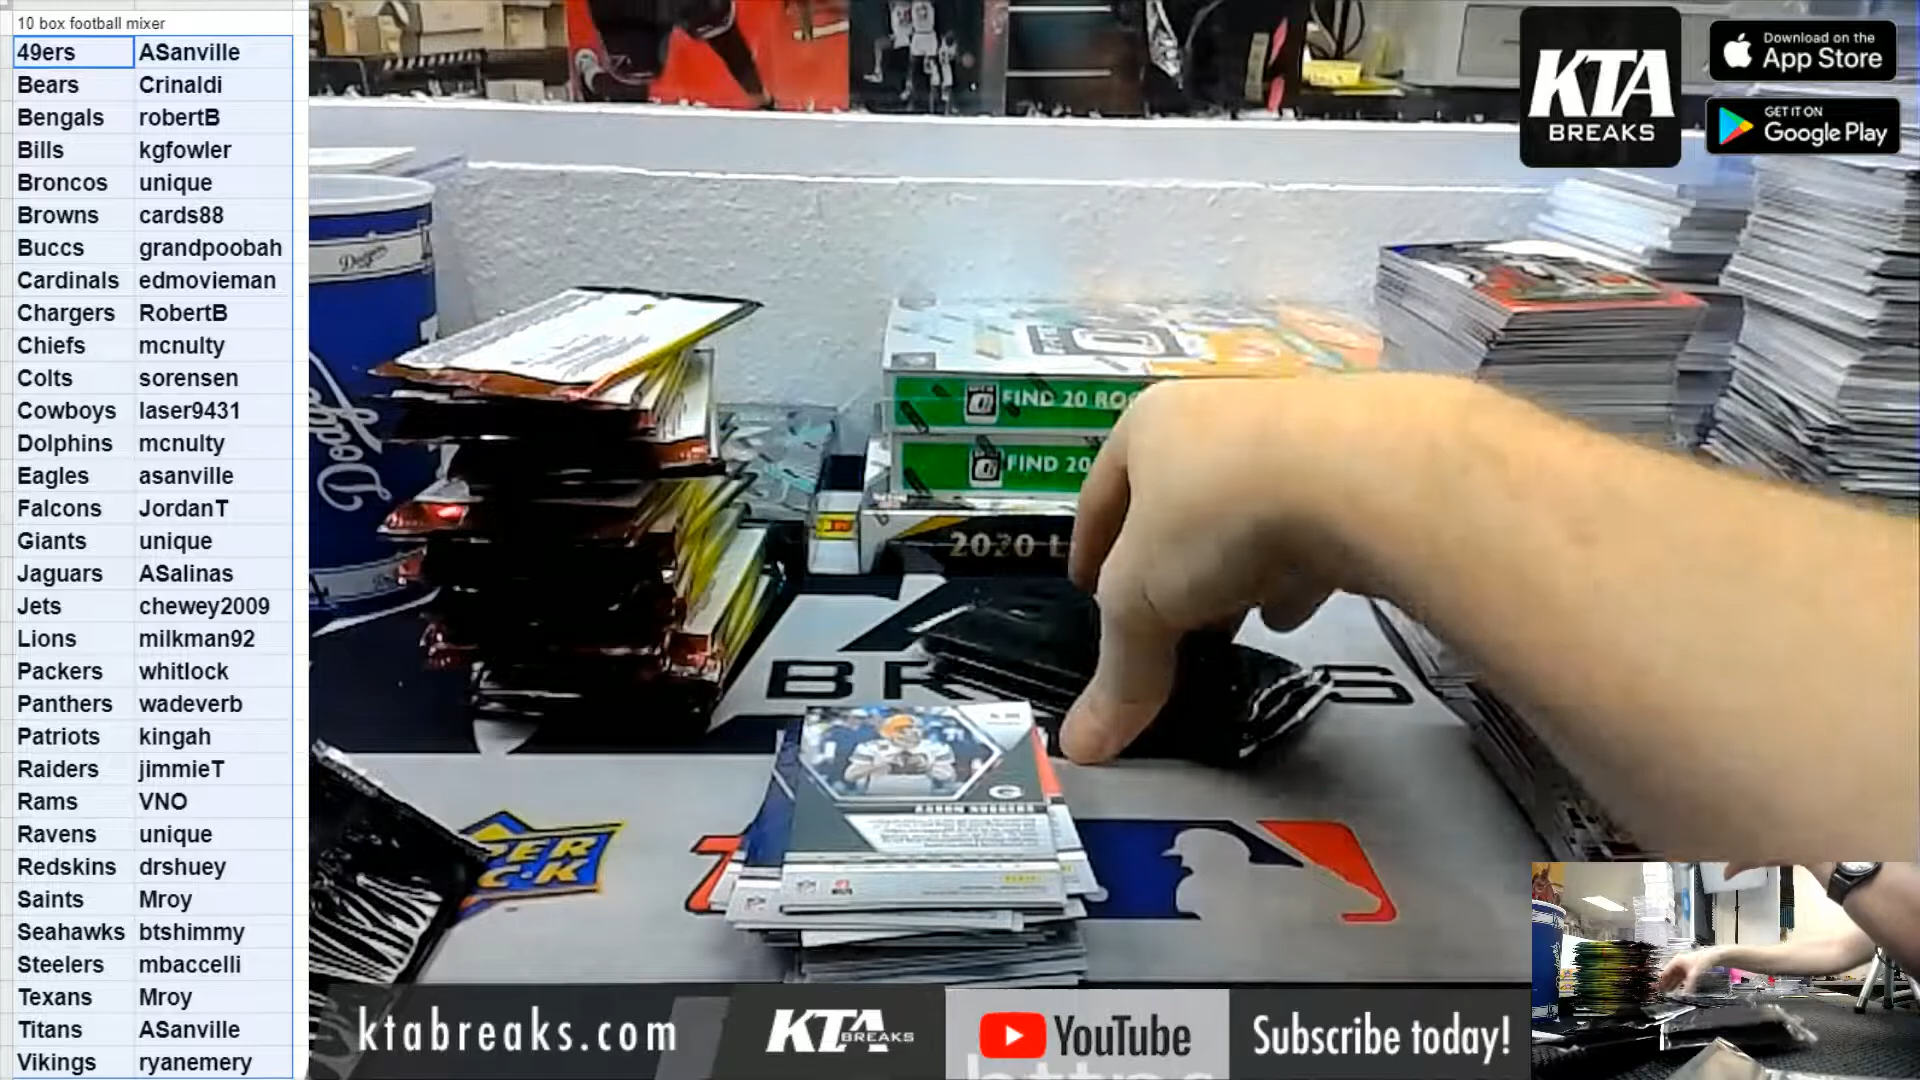 10 box football mixer
49ers ASanville
Bears Crinaldi
Bengals robertB
Bills kgfowler
Broncos unique
Browns cards88
Buccs grandpoobah
Cardinals edmovieman
Chargers RobertB
Chiefs mcnulty
Colts sorensen
Cowboys laser9431
Dolphins mcnulty
Eagles asanville
Falcons JordanT
Giants unique
Jaguars ASalinas
Jets chewey2009
Lions milkman92
Packers whitlock
Panthers wadeverb
Patriots kingah
Raiders jimmieT
Rams VNO
Ravens unique
Redskins drshuey
Saints Mroy
Seahawks btshimmy
Steelers mbaccelli
Texans Mroy
Titans ASanville
Vikings ryanemery
KTA
BREAKS
Download on the
App Store
GET IT ON
Google Play
Dodgers
FIND 20
FIND 20
2020
AARON RODGERS
ktabreaks.com
KTA BREAKS
YouTube
Subscribe today!